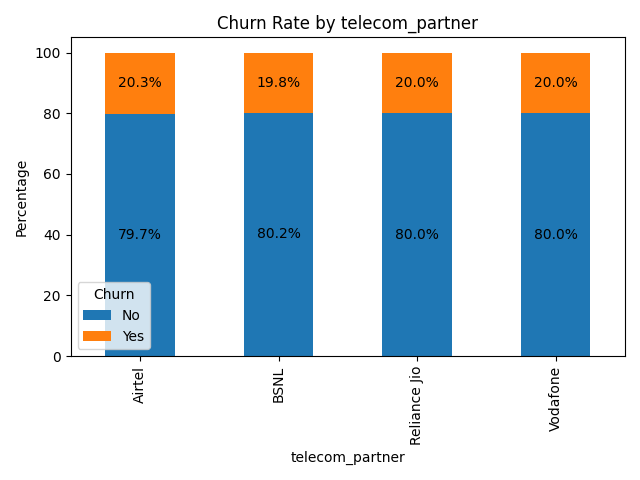 Churn Rate by telecom_partner
100
80
60
40
20
0
Percentage
20.3%
19.8%
20.0%
20.0%
79.7%
80.2%
80.0%
80.0%
Churn
No
Yes
Airtel
BSNL
Reliance Jio
Vodafone
telecom_partner